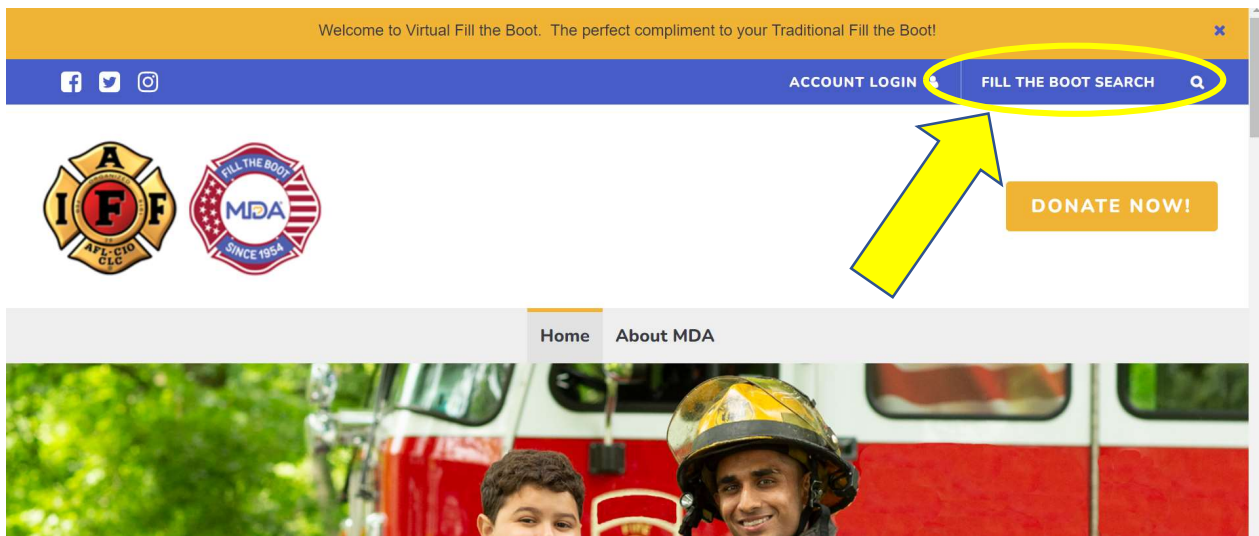 Welcome to Virtual Fill the Boot. The perfect compliment to your Traditional Fill the Boot!
ACCOUNT LOGIN
FILL THE BOOT SEARCH
IAFF
ORGANIZED
AFL-CIO
CLC
FILL THE BOOT
MDA
SINCE 1954
DONATE NOW!
Home About MDA